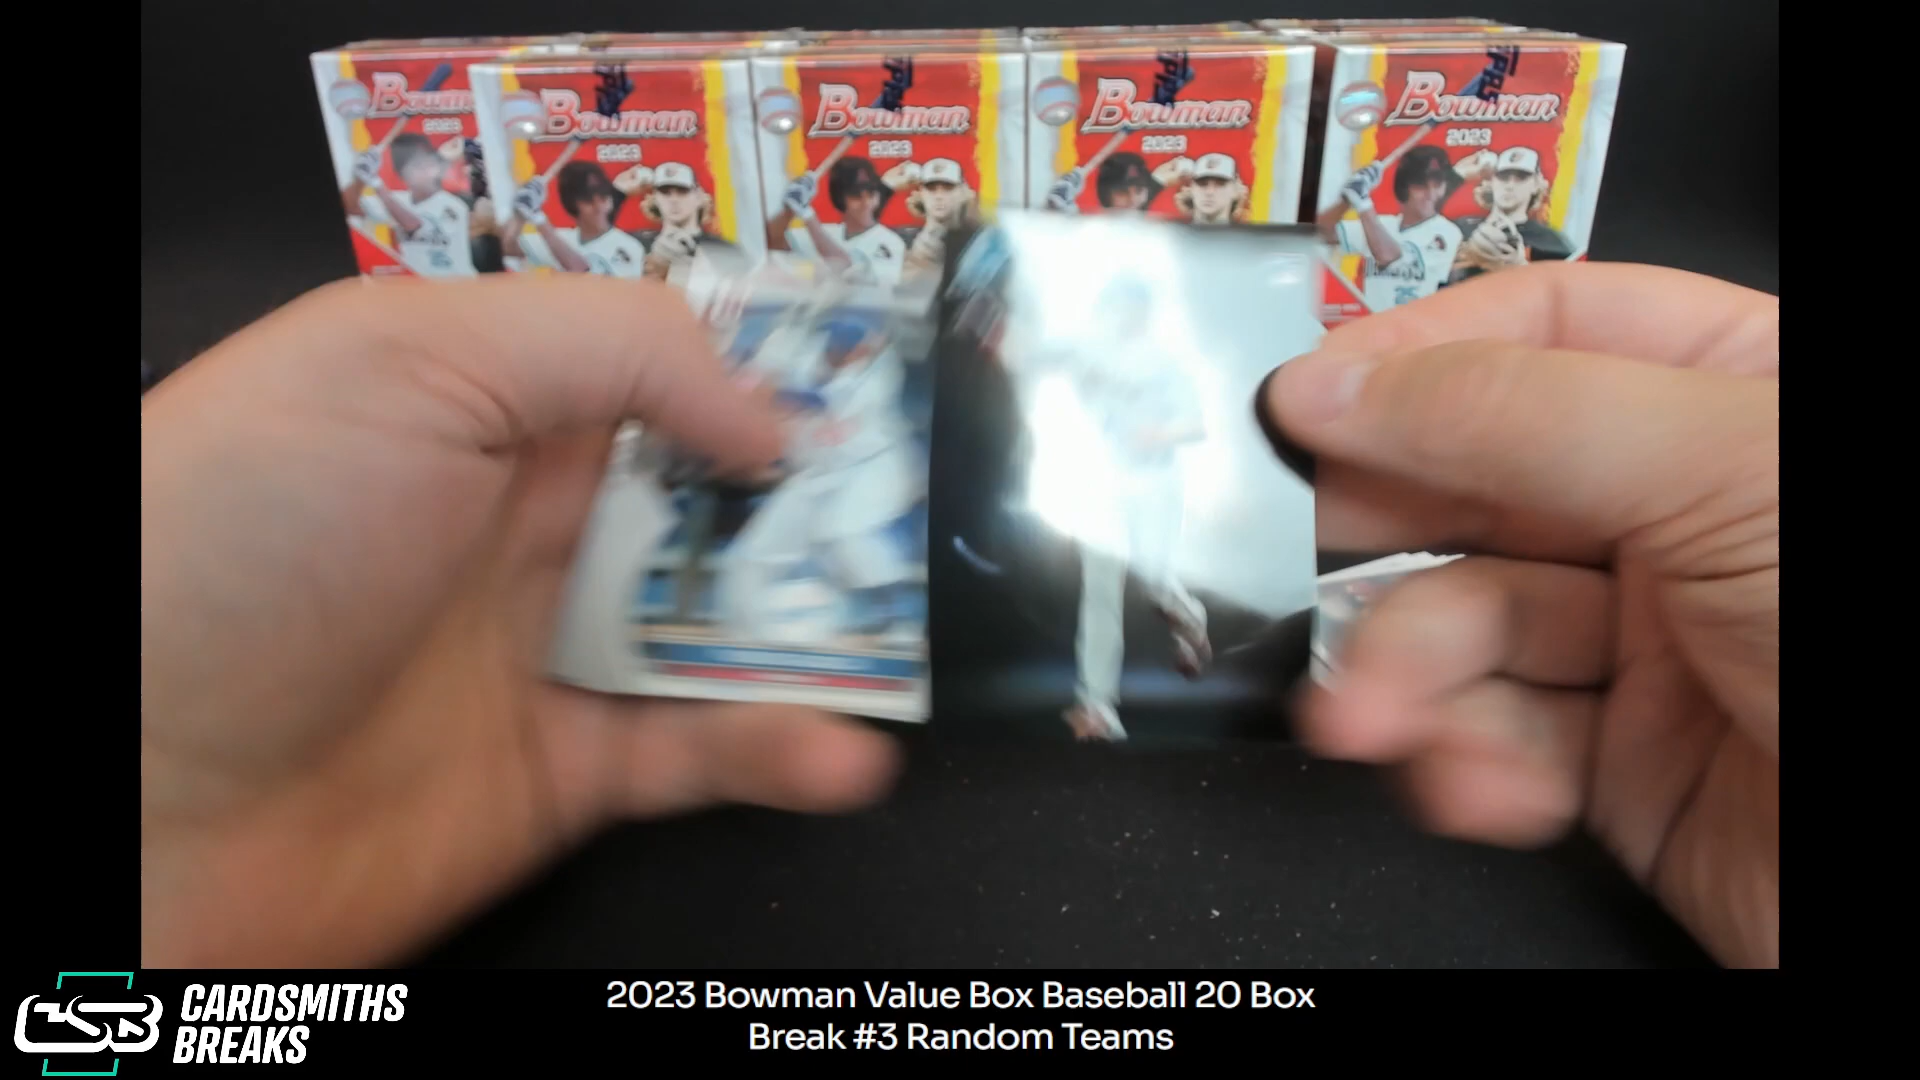 Bowman
2023
Bowman
2023
Bowman
2023
Bowman
2023
Bowman
2023
CSB
CARDSMITHS
BREAKS
2023 Bowman Value Box Baseball 20 Box
Break #3 Random Teams